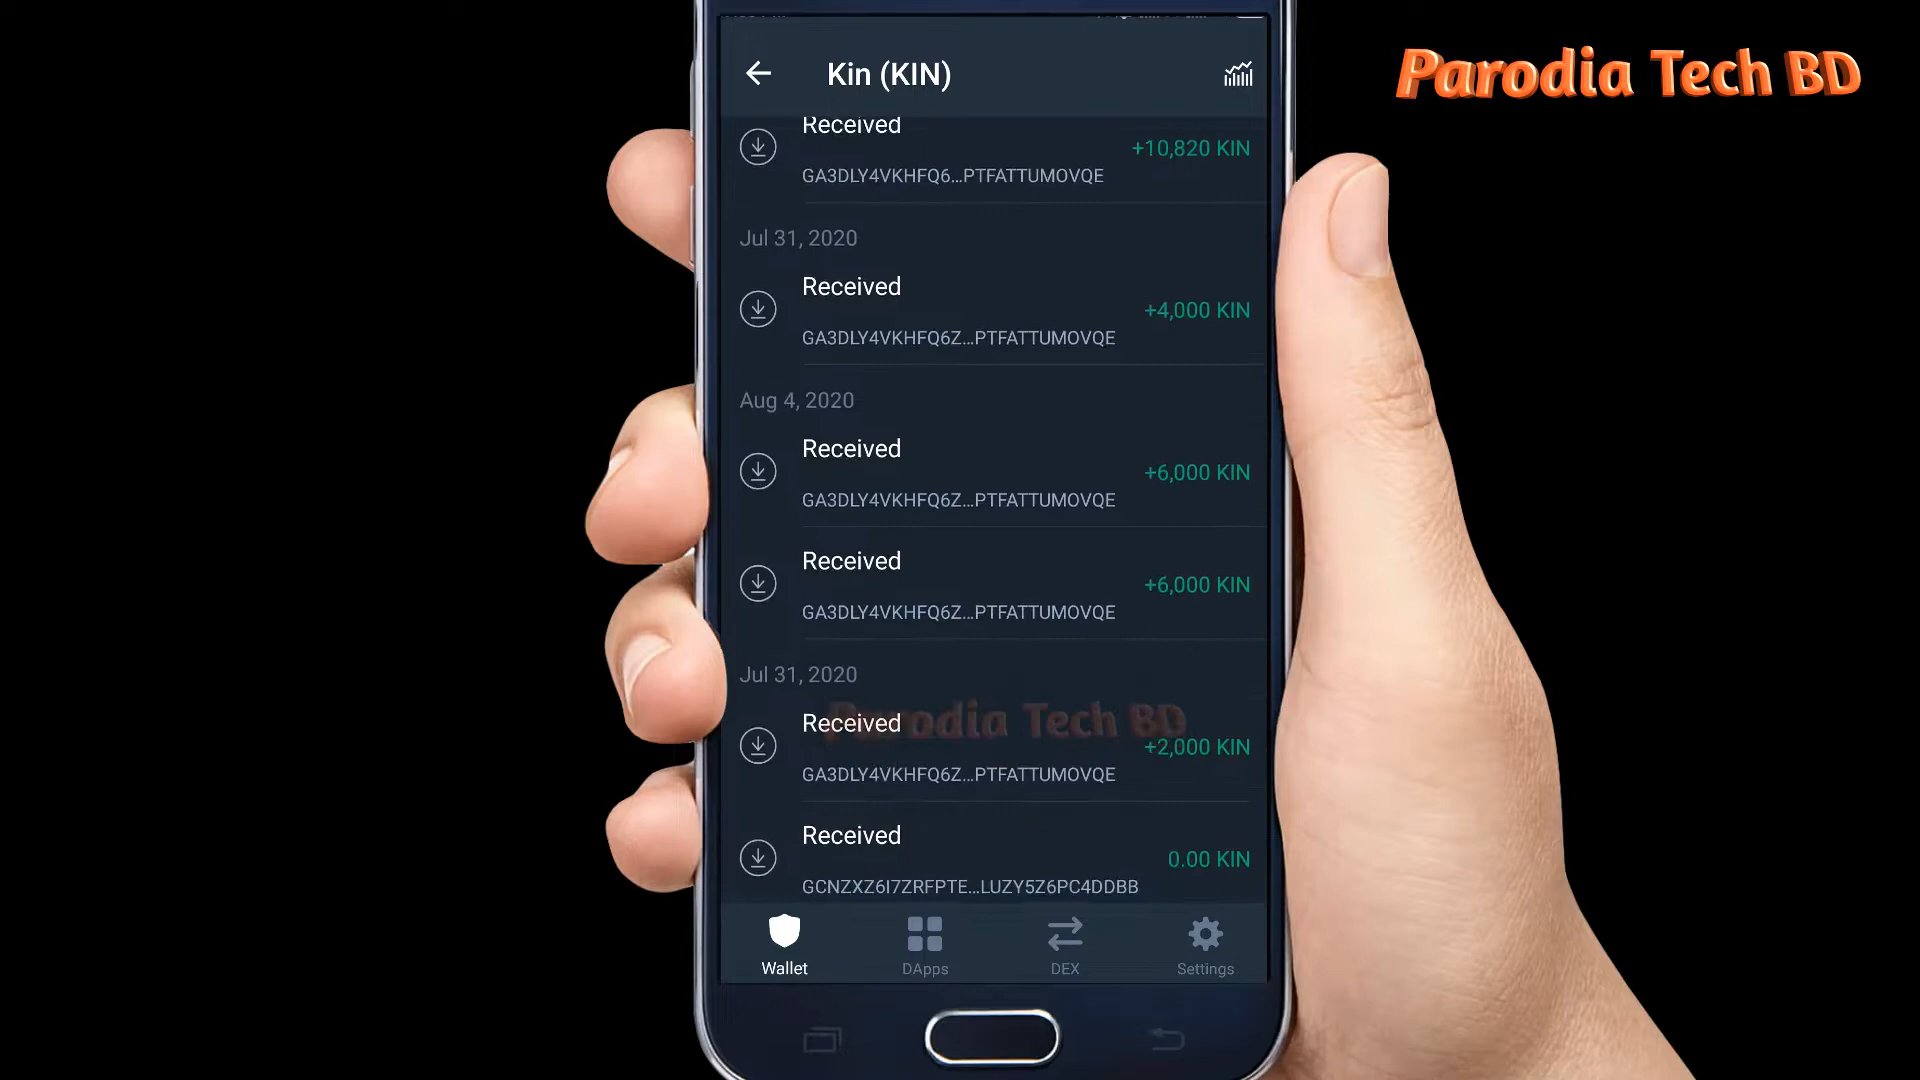 Parodia Tech BD
Kin (KIN)
Received
+10,820 KIN
GA3DLY4VKHFQ6...PTFATTUMOVQE
Jul 31, 2020
Received
+4,000 KIN
GA3DLY4VKHFQ6Z...PTFATTUMOVQE
Aug 4, 2020
Received
+6,000 KIN
GA3DLY4VKHFQ6Z...PTFATTUMOVQE
Received
+6,000 KIN
GA3DLY4VKHFQ6Z...PTFATTUMOVQE
Jul 31, 2020
Parodia Tech BD
Received
+2,000 KIN
GA3DLY4VKHFQ6Z...PTFATTUMOVQE
Received
0.00 KIN
GCNZXZ6I7ZRFPTE...LUZY5Z6PC4DDBB
Wallet
DApps
DEX
Settings